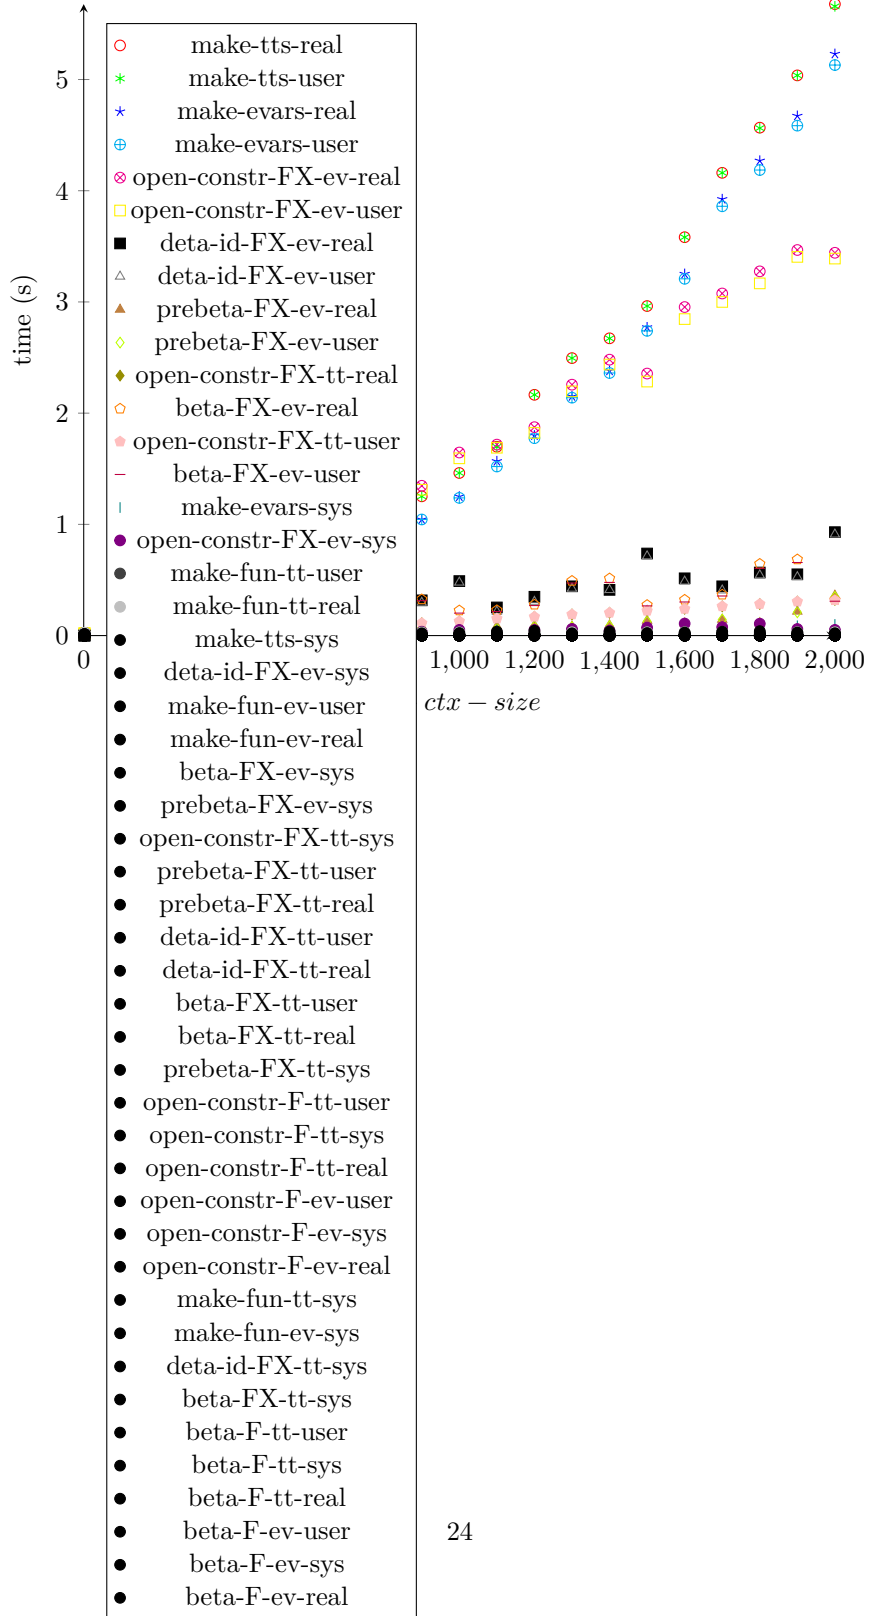 5
4
3
2
1
0
time (s)
0
1,000
1,200
1,400
1,600
1,800
2,000
ctx − size
make-tts-real
make-tts-user
make-evars-real
make-evars-user
open-constr-FX-ev-real
open-constr-FX-ev-user
deta-id-FX-ev-real
deta-id-FX-ev-user
prebeta-FX-ev-real
prebeta-FX-ev-user
open-constr-FX-tt-real
beta-FX-ev-real
open-constr-FX-tt-user
beta-FX-ev-user
make-evars-sys
open-constr-FX-ev-sys
make-fun-tt-user
make-fun-tt-real
make-tts-sys
deta-id-FX-ev-sys
make-fun-ev-user
make-fun-ev-real
beta-FX-ev-sys
prebeta-FX-ev-sys
open-constr-FX-tt-sys
prebeta-FX-tt-user
prebeta-FX-tt-real
deta-id-FX-tt-user
deta-id-FX-tt-real
beta-FX-tt-user
beta-FX-tt-real
prebeta-FX-tt-sys
open-constr-F-tt-user
open-constr-F-tt-sys
open-constr-F-tt-real
open-constr-F-ev-user
open-constr-F-ev-sys
open-constr-F-ev-real
make-fun-tt-sys
make-fun-ev-sys
deta-id-FX-tt-sys
beta-FX-tt-sys
beta-F-tt-user
beta-F-tt-sys
beta-F-tt-real
beta-F-ev-user
beta-F-ev-sys
beta-F-ev-real
24